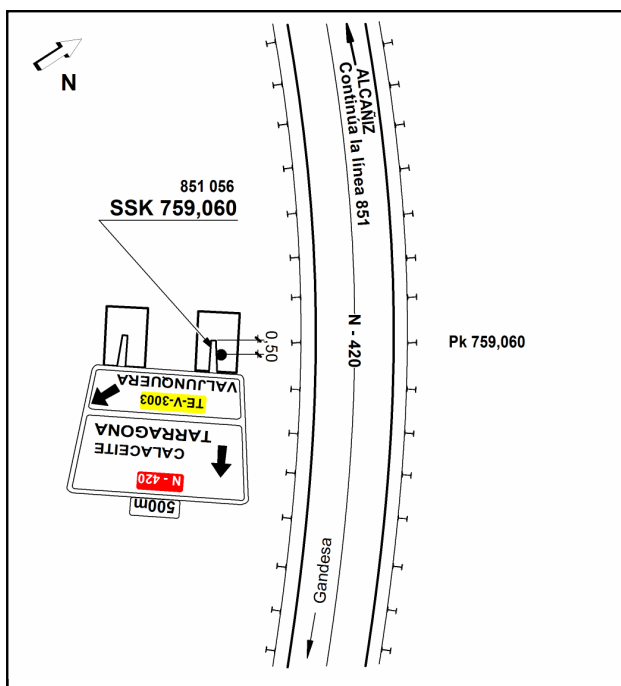 N
851 056
SSK 759,060
ALCAÑIZ
Continúa la línea 851
N - 420
0,50
Pk 759,060
VALJUNQUERA
TE-V-3003
TARRAGONA
CALACEITE
N - 420
500m
Gandesa